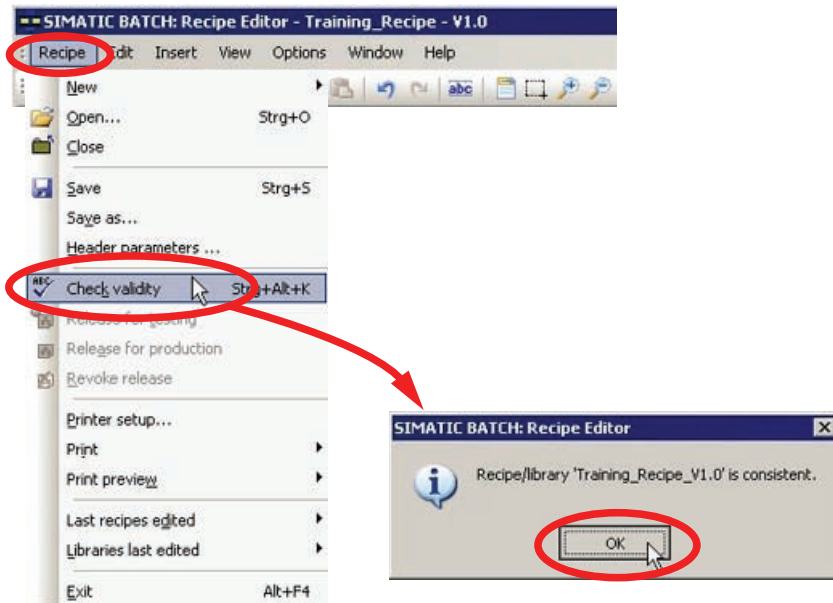 SIMATIC BATCH: Recipe Editor - Training_Recipe - V1.0
Recipe Edit Insert View Options Window Help
abc
New
Open... Strg+O
Close
Save Strg+S
Save as...
Header parameters ...
ABC Check validity Strg+Alt+K
Release for testing
Release for production
Revoke release
Printer setup...
Print
Print preview
Last recipes edited
Libraries last edited
Exit Alt+F4
SIMATIC BATCH: Recipe Editor
Recipe/library 'Training_Recipe_V1.0' is consistent.
OK